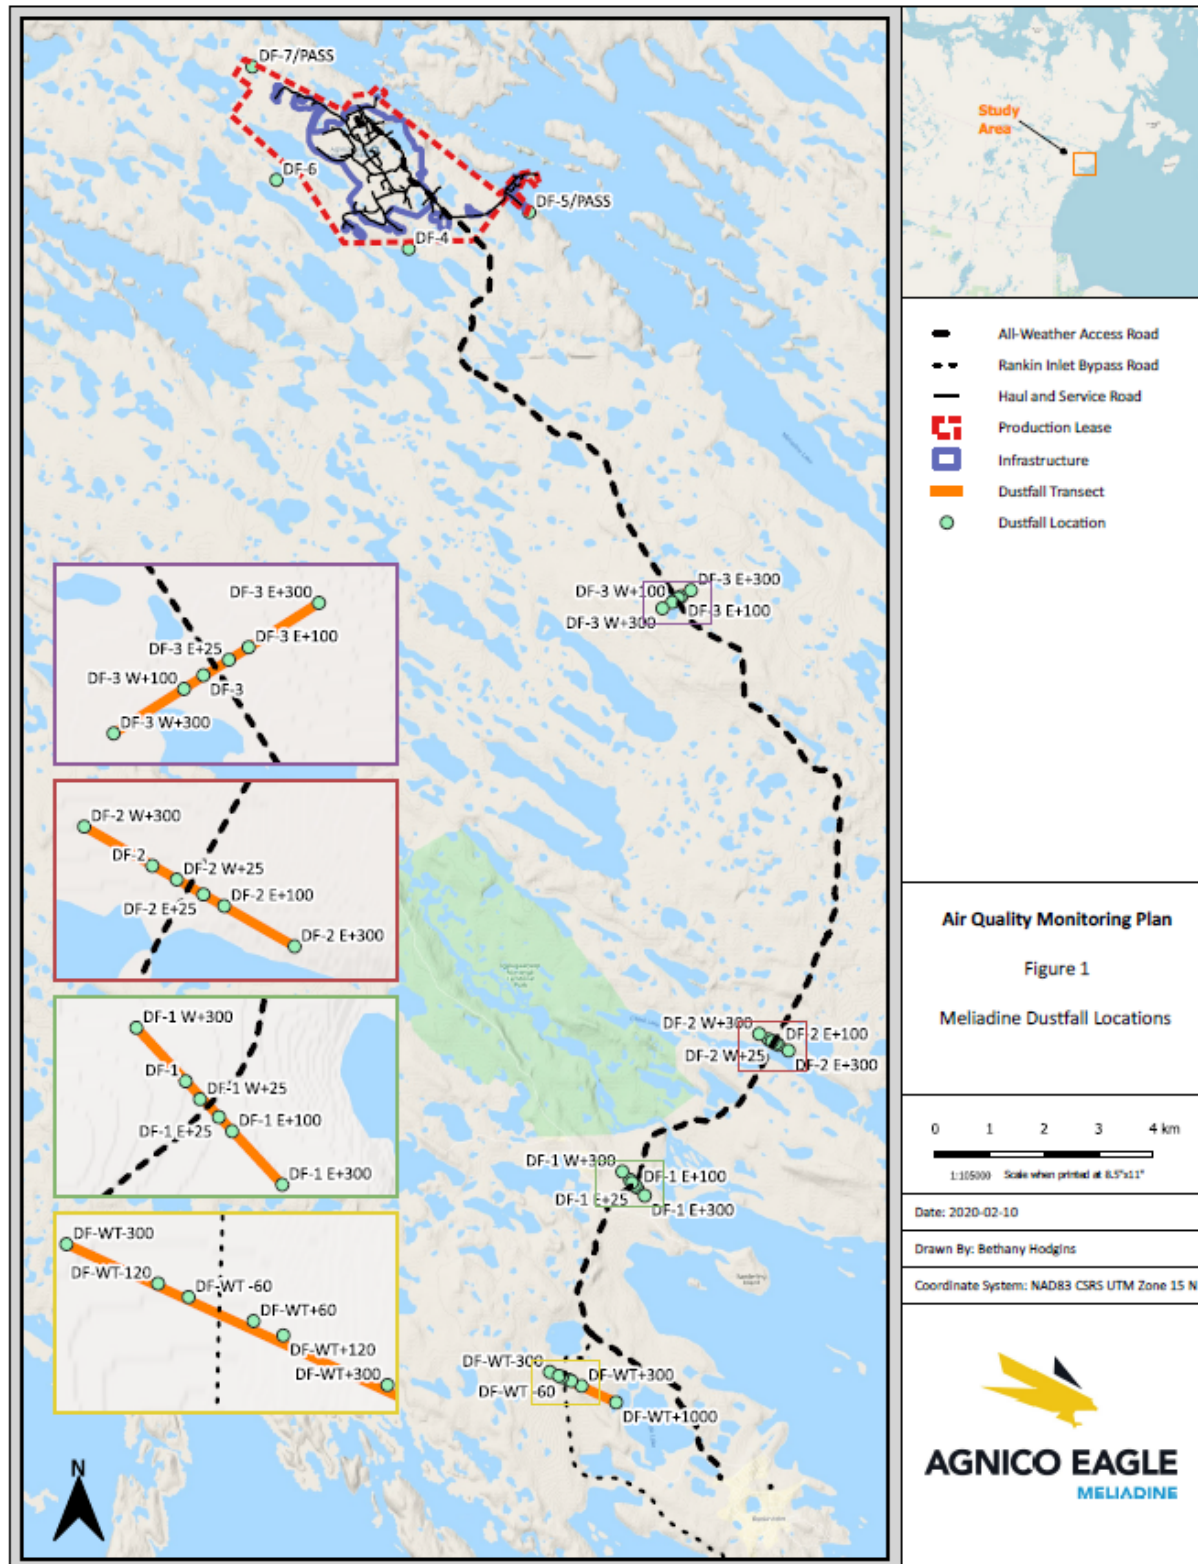 DF-7/PASS
DF-6
DF-5/PASS
DF-4
DF-3 E+300
DF-3 W+100
DF-3 E+100
DF-3 W+300
DF-3 E+300
DF-3 E+100
DF-3 E+25
DF-3 W+100
DF-3
DF-3 W+300
DF-2 W+300
DF-2
DF-2 W+25
DF-2 E+100
DF-2 E+25
DF-2 E+300
DF-2 W+300
DF-2 E+100
DF-2 W+25
DF-2 E+300
DF-1 W+300
DF-1
DF-1 W+25
DF-1 E+100
DF-1 E+25
DF-1 E+300
DF-1 W+300
DF-1 E+100
DF-1 E+25
DF-1 E+300
DF-WT-300
DF-WT-120
DF-WT -60
DF-WT+60
DF-WT+120
DF-WT+300
DF-WT-300
DF-WT+300
DF-WT -60
DF-WT+1000
N
Study
Area
All-Weather Access Road
Rankin Inlet Bypass Road
Haul and Service Road
Production Lease
Infrastructure
Dustfall Transect
Dustfall Location
Air Quality Monitoring Plan
Figure 1
Meliadine Dustfall Locations
0 1 2 3 4 km
1:105000 Scale when printed at 8.5"x11"
Date: 2020-02-10
Drawn By: Bethany Hodgins
Coordinate System: NAD83 CSRS UTM Zone 15 N
AGNICO EAGLE
MELIADINE